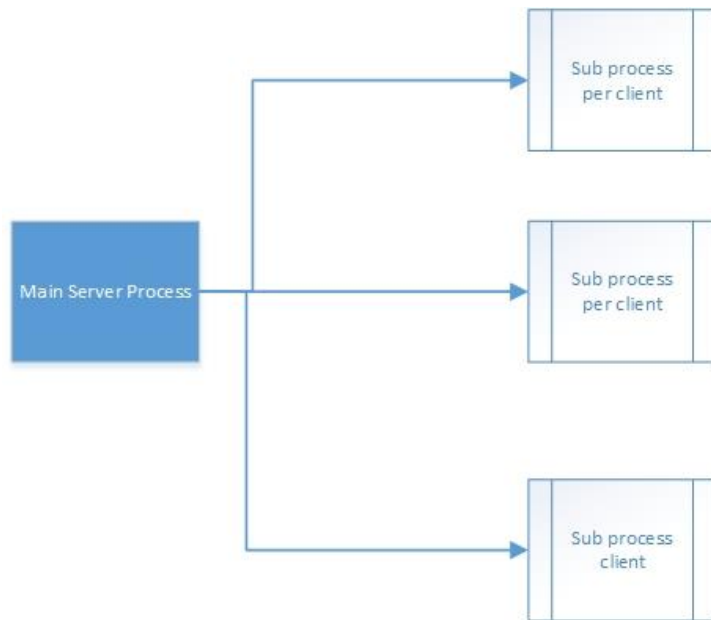 Sub process
per client
Main Server Process
Sub process
per client
Sub process
client